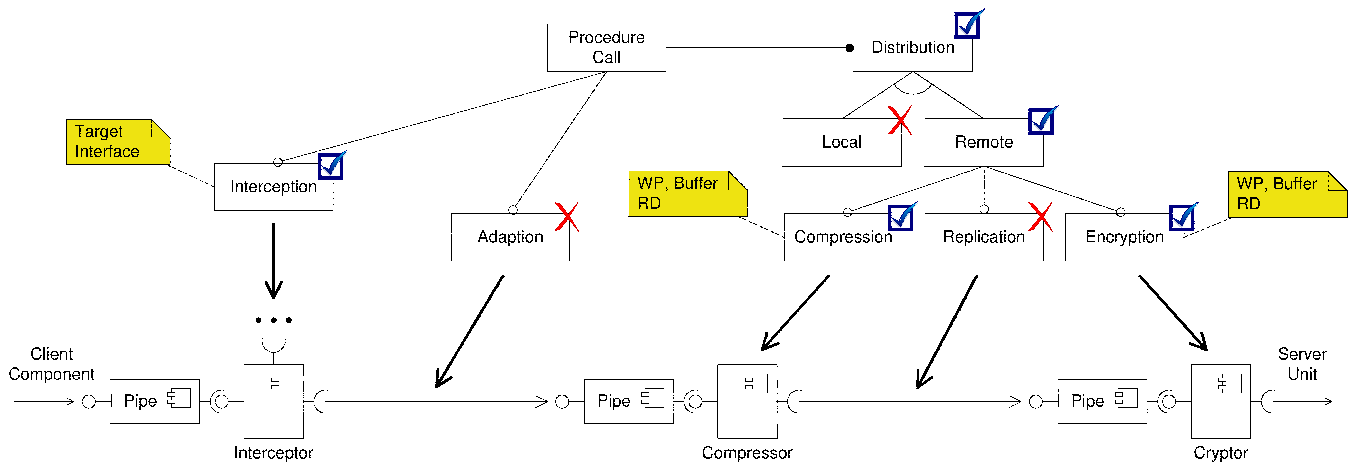 Procedure
Call
Distribution
Target
Interface
Local
Remote
Interception
WP, Buffer
RD
WP, Buffer
RD
Adaption
Compression
Replication
Encryption
Client
Component
Server
Unit
Pipe
Pipe
Pipe
Interceptor
Compressor
Cryptor